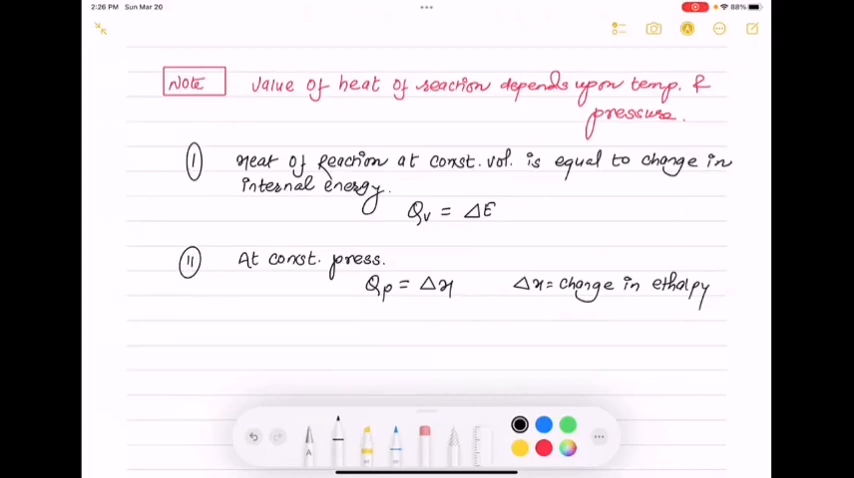 2:26 PM Sun Mar 20
88%
Note Value of heat of reaction depends upon temp. &
pressure.
I Heat of Reaction at const. vol. is equal to change in
internal energy.
Qv = ΔE
II At const. press.
Qp = ΔH ΔH = change in ethalpy
A